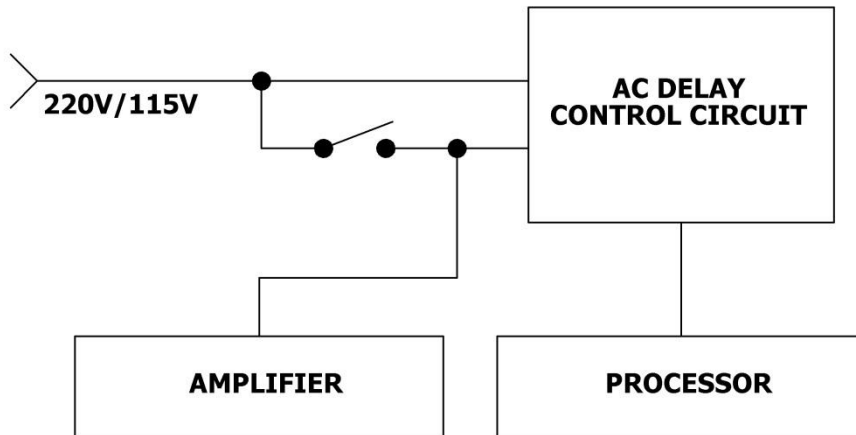 220V/115V
AC DELAY
CONTROL CIRCUIT
AMPLIFIER
PROCESSOR